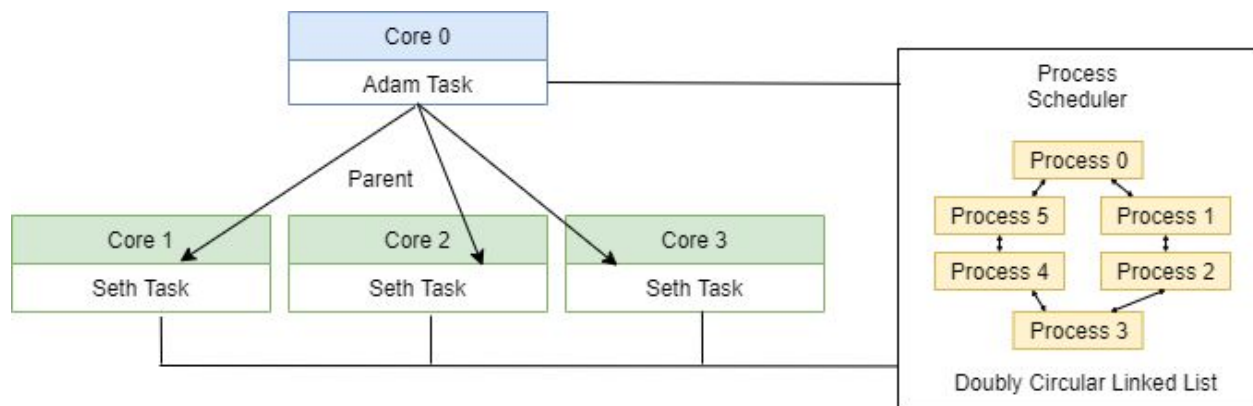 Core 0
Adam Task
Parent
Core 1
Seth Task
Core 2
Seth Task
Core 3
Seth Task
Process
Scheduler
Process 0
Process 5
Process 1
Process 4
Process 2
Process 3
Doubly Circular Linked List